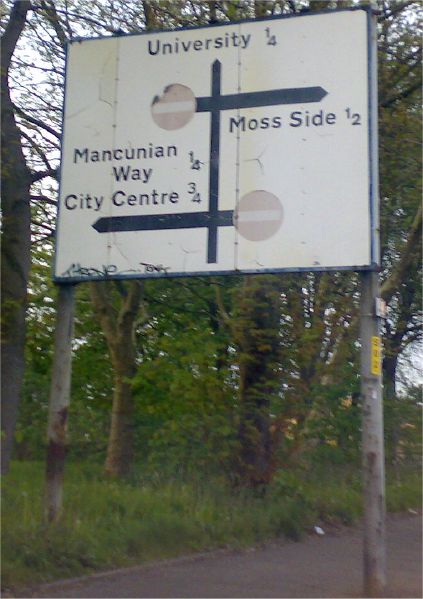 University 1/4
Moss Side 1/2
Mancunian 1/4
Way
City Centre 3/4